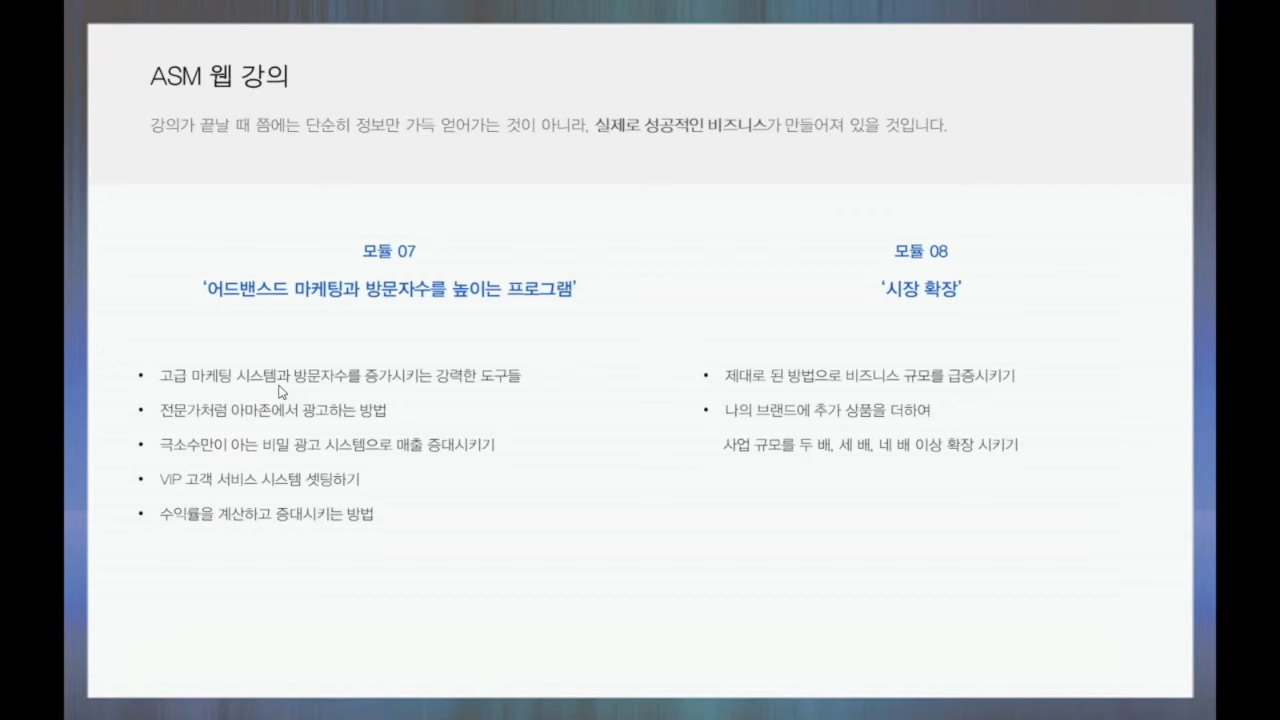 ASM 웹 강의
강의가 끝날 때 쯤에는 단순히 정보만 가득 얻어가는 것이 아니라, 실제로 성공적인 비즈니스가 만들어져 있을 것입니다.
모듈 07
‘어드밴스드 마케팅과 방문자수를 높이는 프로그램’
• 고급 마케팅 시스템과 방문자수를 증가시키는 강력한 도구들
• 전문가처럼 아마존에서 광고하는 방법
• 극소수만이 아는 비밀 광고 시스템으로 매출 증대시키기
• VIP 고객 서비스 시스템 셋팅하기
• 수익률을 계산하고 증대시키는 방법
모듈 08
‘시장 확장’
• 제대로 된 방법으로 비즈니스 규모를 급증시키기
• 나의 브랜드에 추가 상품을 더하여
사업 규모를 두 배, 세 배, 네 배 이상 확장 시키기